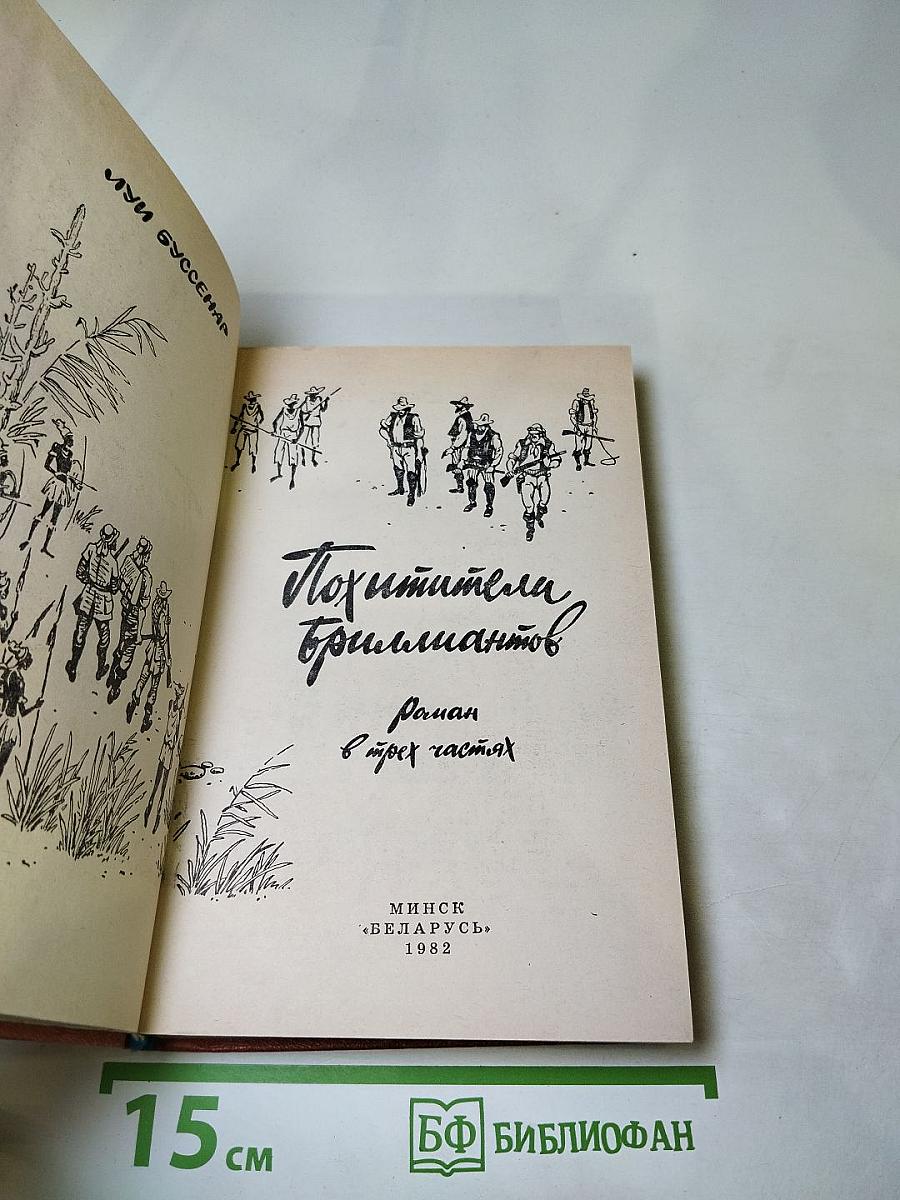 ЛУИ БУССЕНАР
Похитители
Бриллиантов
Роман
в трех частях
МИНСК
«БЕЛАРУСЬ»
1982
15 см
БФ БИБЛИОФАН